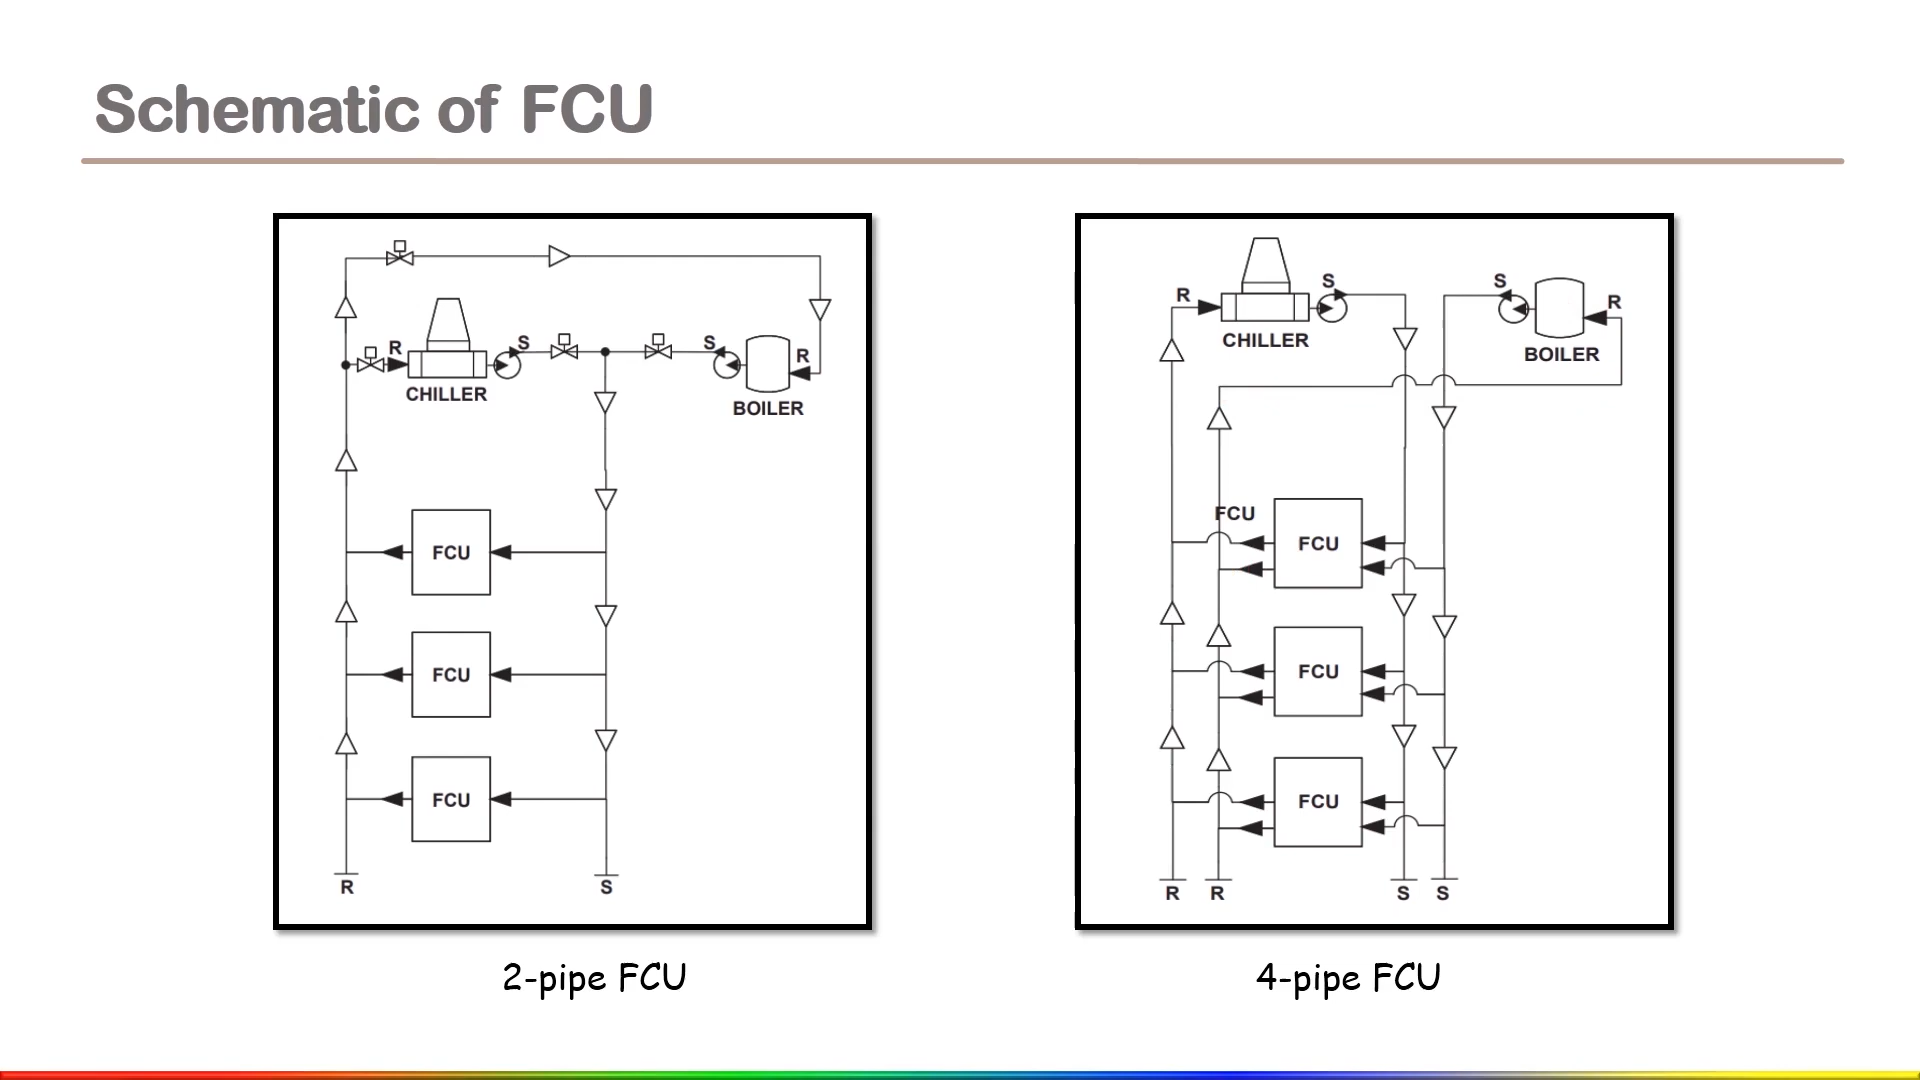 Schematic of FCU
R
S
S
R
CHILLER
BOILER
FCU
FCU
FCU
R
S
2-pipe FCU
R
S
S
R
CHILLER
BOILER
FCU
FCU
FCU
FCU
R
R
S
S
4-pipe FCU